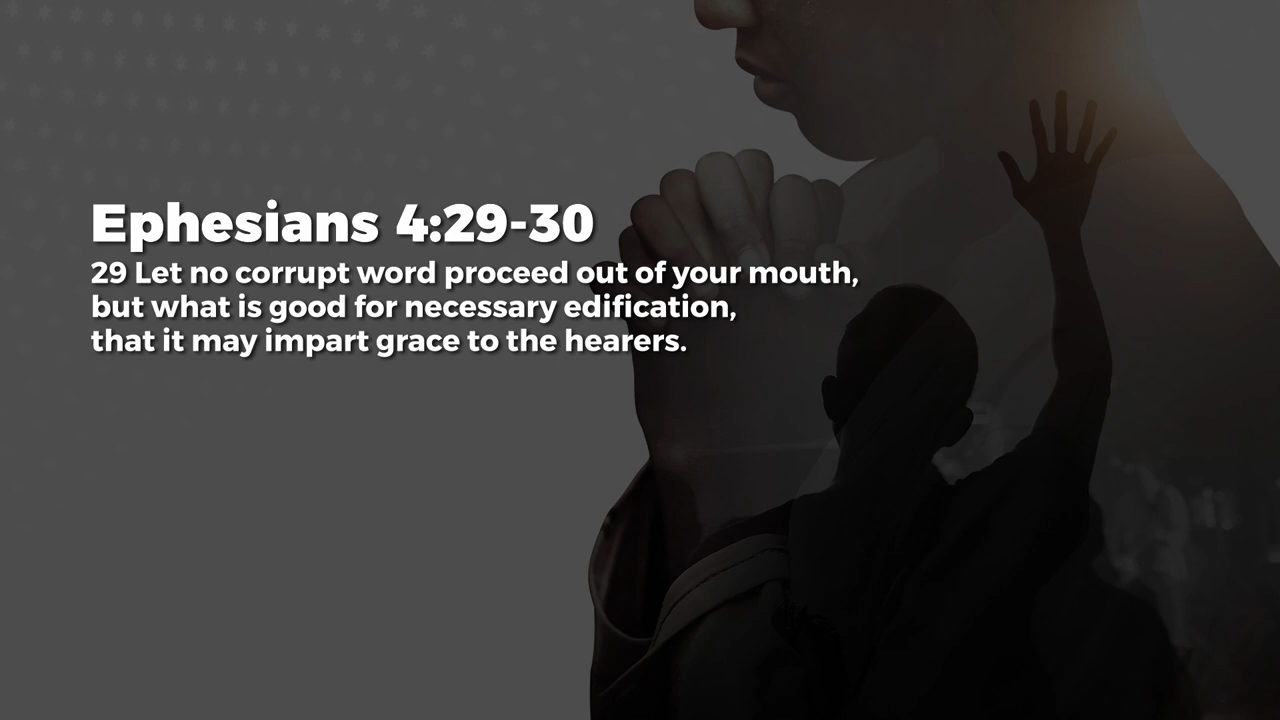 Ephesians 4:29-30
29 Let no corrupt word proceed out of your mouth,
but what is good for necessary edification,
that it may impart grace to the hearers.